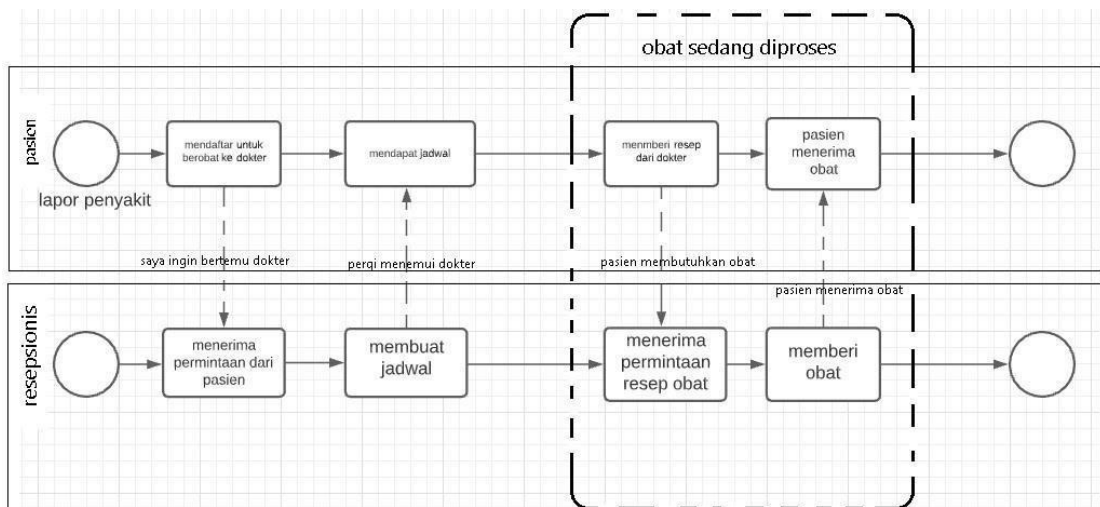 obat sedang diproses
pasien
mendaftar untuk
berobat ke dokter
mendapat jadwal
menmberi resep
dari dokter
pasien
menerima
obat
lapor penyakit
saya ingin bertemu dokter
pergi menemui dokter
pasien membutuhkan obat
pasien menerima obat
resepsionis
menerima
permintaan dari
pasien
membuat
jadwal
menerima
permintaan
resep obat
memberi
obat